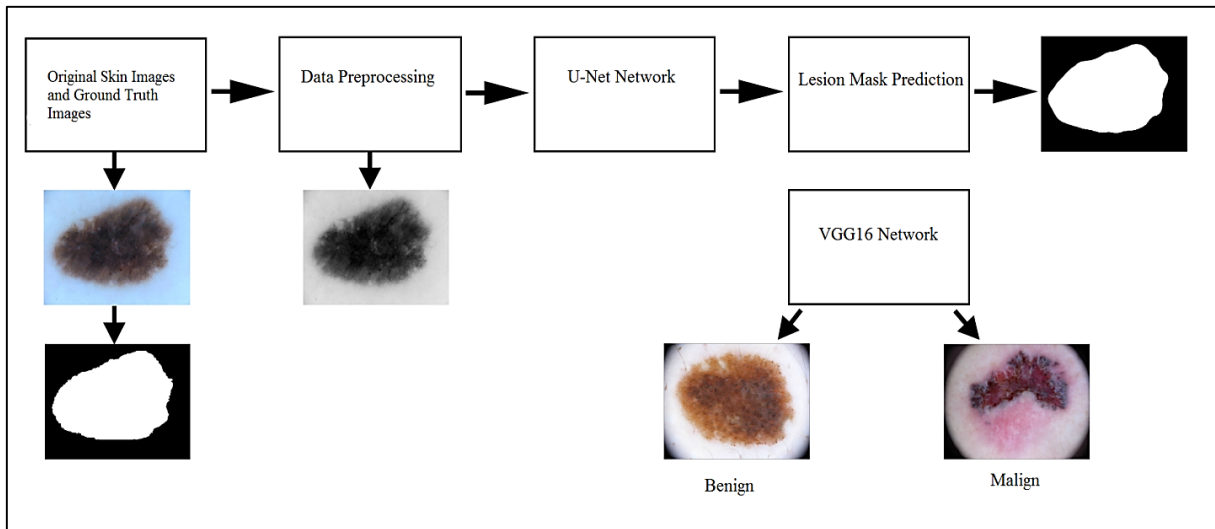 Original Skin Images
and Ground Truth
Images
Data Preprocessing
U-Net Network
Lesion Mask Prediction
VGG16 Network
Benign
Malign